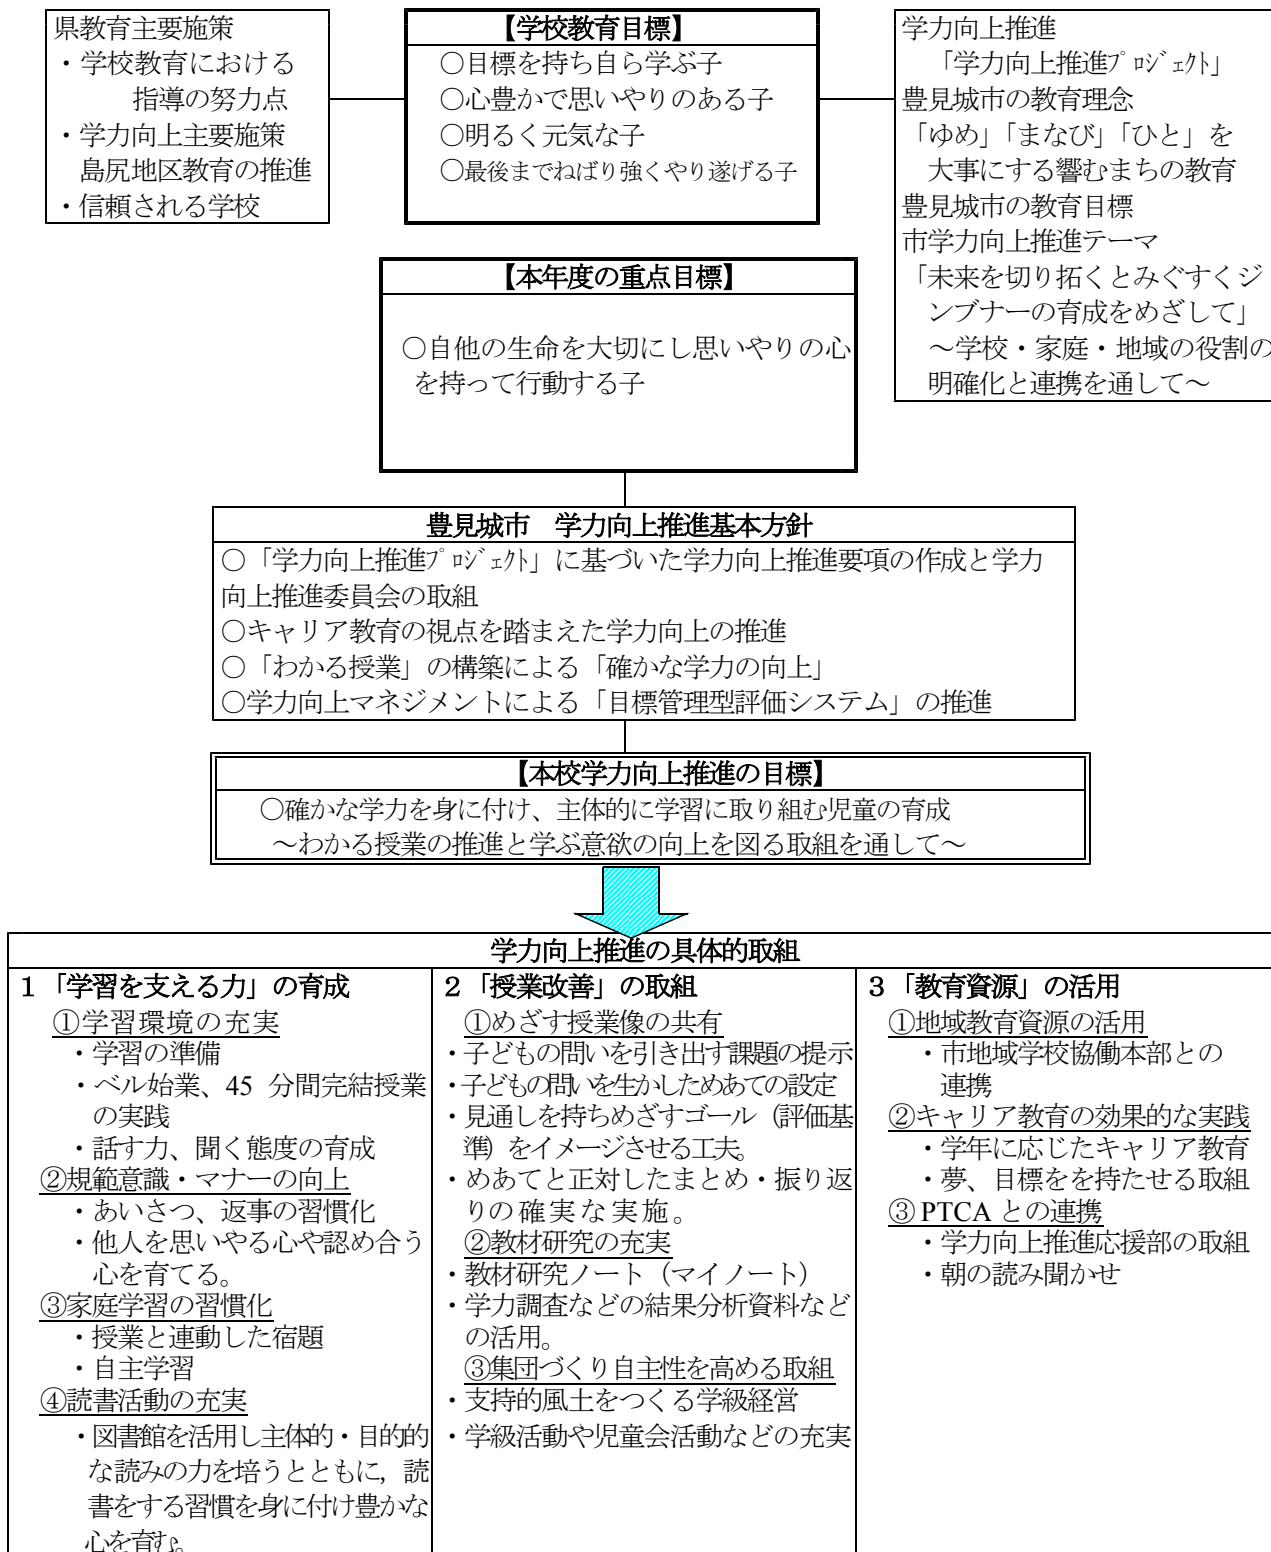 県教育主要施策
・学校教育における
指導の努力点
・学力向上主要施策
島尻地区教育の推進
・信頼される学校
【学校教育目標】
○目標を持ち自ら学ぶ子
○心豊かで思いやりのある子
○明るく元気な子
○最後までねばり強くやり遂げる子
学力向上推進
「学力向上推進ﾌﾟﾛｼﾞｪｸﾄ」
豊見城市の教育理念
「ゆめ」「まなび」「ひと」を
大事にする響むまちの教育
豊見城市の教育目標
市学力向上推進テーマ
「未来を切り拓くとみぐすくジ
ンブナーの育成をめざして」
～学校・家庭・地域の役割の
明確化と連携を通して～
【本年度の重点目標】
○自他の生命を大切にし思いやりの心
を持って行動する子
豊見城市　学力向上推進基本方針
○「学力向上推進ﾌﾟﾛｼﾞｪｸﾄ」に基づいた学力向上推進要項の作成と学力
向上推進委員会の取組
○キャリア教育の視点を踏まえた学力向上の推進
○「わかる授業」の構築による「確かな学力の向上」
○学力向上マネジメントによる「目標管理型評価システム」の推進
【本校学力向上推進の目標】
○確かな学力を身に付け、主体的に学習に取り組む児童の育成
～わかる授業の推進と学ぶ意欲の向上を図る取組を通して～
学力向上推進の具体的取組
１「学習を支える力」の育成
①学習環境の充実
・学習の準備
・ベル始業、45 分間完結授業
の実践
・話す力、聞く態度の育成
②規範意識・マナーの向上
・あいさつ、返事の習慣化
・他人を思いやる心や認め合う
心を育てる。
③家庭学習の習慣化
・授業と連動した宿題
・自主学習
④読書活動の充実
・図書館を活用し主体的・目的的
な読みの力を培うとともに，読
書をする習慣を身に付け豊かな
心を育む。
２「授業改善」の取組
①めざす授業像の共有
・子どもの問いを引き出す課題の提示
・子どもの問いを生かしためあての設定
・見通しを持ちめざすゴール（評価基
準）をイメージさせる工夫。
・めあてと正対したまとめ・振り返
りの確実な実施。
②教材研究の充実
・教材研究ノート（マイノート）
・学力調査などの結果分析資料など
の活用。
③集団づくり自主性を高める取組
・支持的風土をつくる学級経営
・学級活動や児童会活動などの充実
３「教育資源」の活用
①地域教育資源の活用
・市地域学校協働本部との
連携
②キャリア教育の効果的な実践
・学年に応じたキャリア教育
・夢、目標をを持たせる取組
③PTCA との連携
・学力向上推進応援部の取組
・朝の読み聞かせ